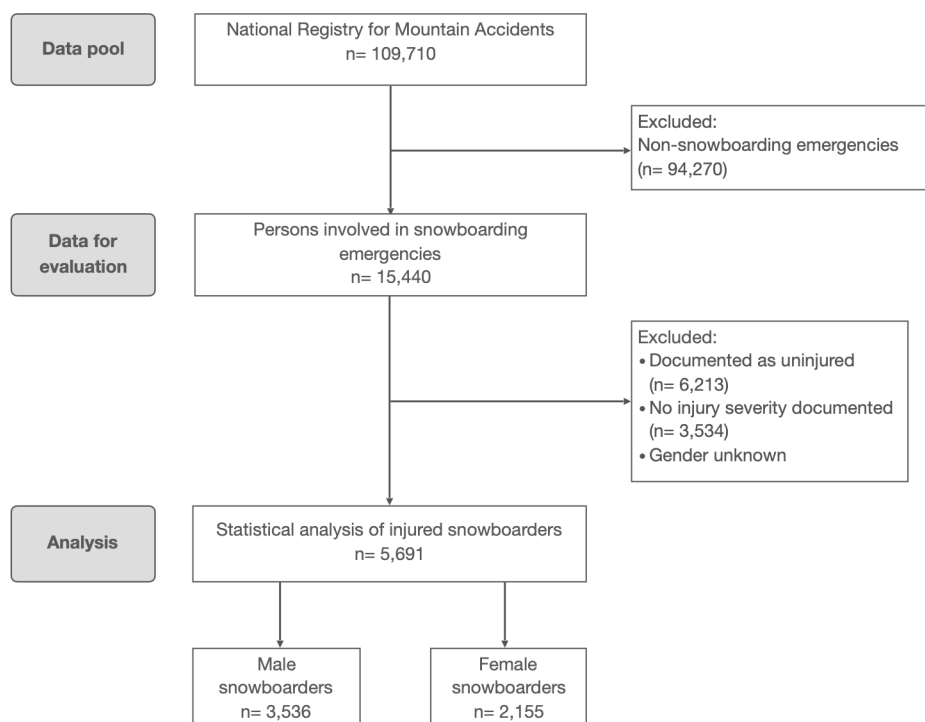 Data pool
National Registry for Mountain Accidents
n= 109,710
Excluded:
Non-snowboarding emergencies
(n= 94,270)
Data for
evaluation
Persons involved in snowboarding
emergencies
n= 15,440
Excluded:
• Documented as uninjured
(n= 6,213)
• No injury severity documented
(n= 3,534)
• Gender unknown
Analysis
Statistical analysis of injured snowboarders
n= 5,691
Male
snowboarders
n= 3,536
Female
snowboarders
n= 2,155